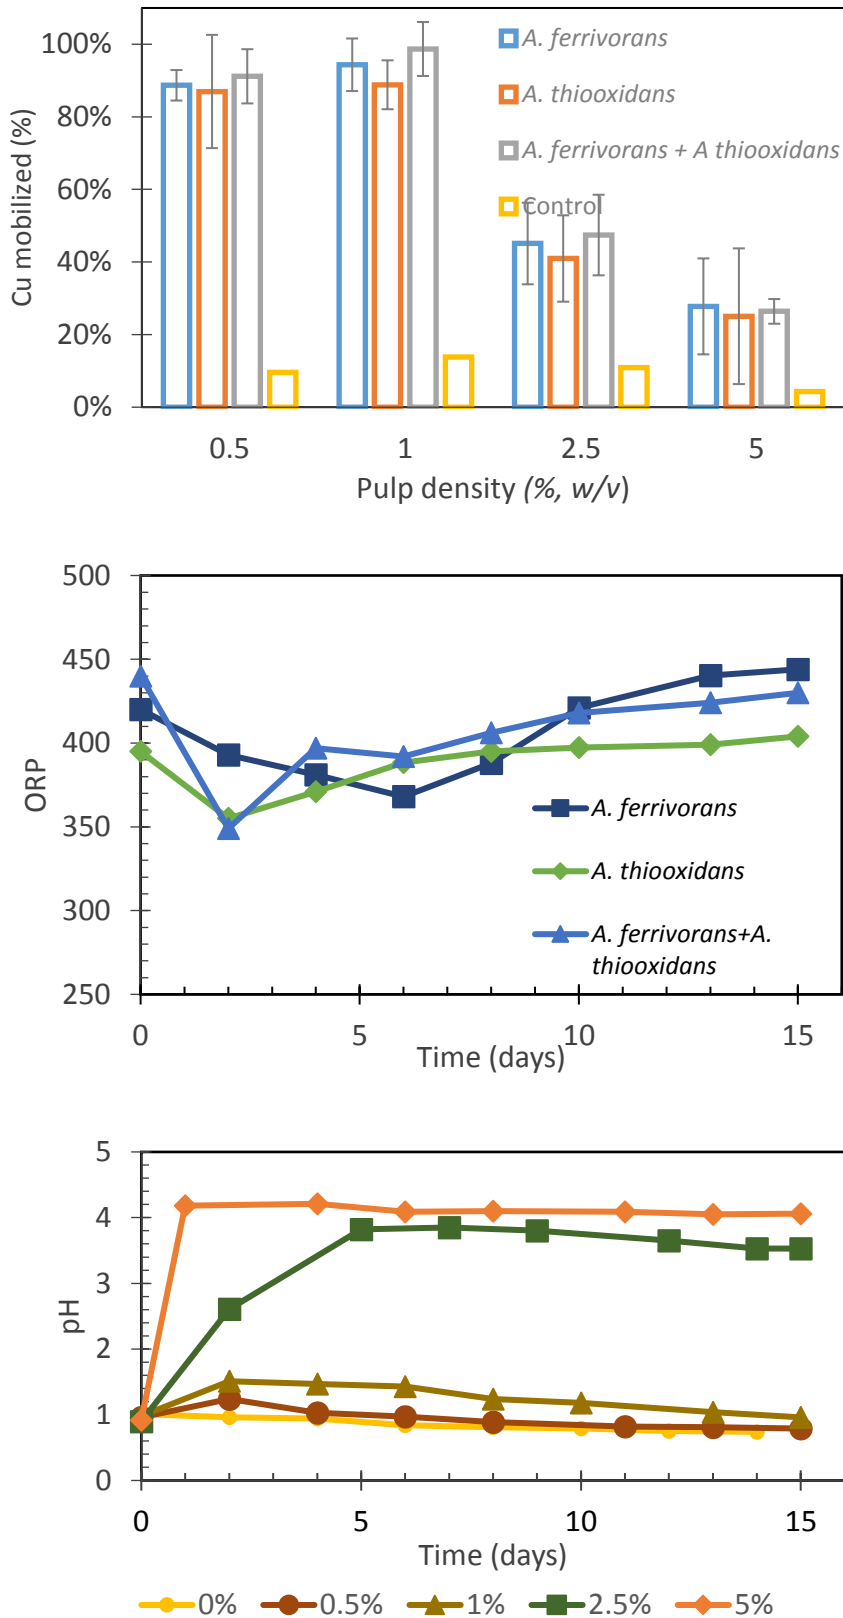 100%
80%
60%
40%
20%
0%
Cu mobilized (%)
A. ferrivorans
A. thiooxidans
A. ferrivorans + A thiooxidans
Control
0.5 1 2.5 5
Pulp density (%, w/v)
500
450
400
350
300
250
ORP
A. ferrivorans
A. thiooxidans
A. ferrivorans+A.
thiooxidans
0 5 10 15
Time (days)
5
4
3
2
1
0
pH
0 5 10 15
Time (days)
0% 0.5% 1% 2.5% 5%